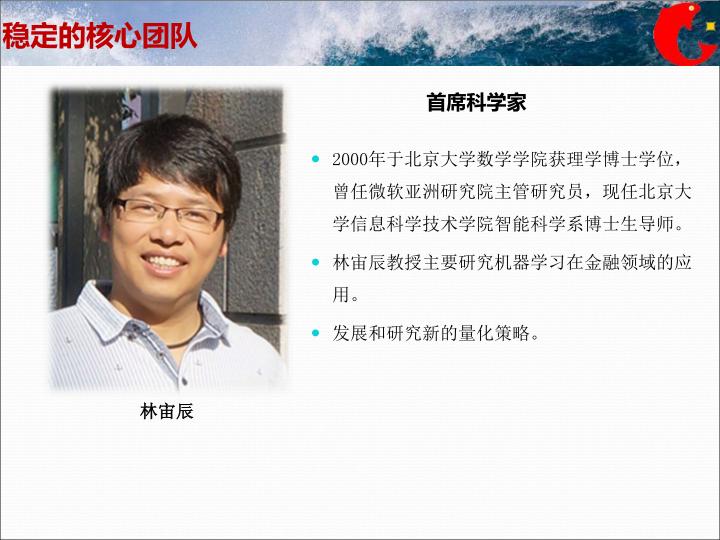 稳定的核心团队
首席科学家
2000年于北京大学数学学院获理学博士学位，
曾任微软亚洲研究院主管研究员，现任北京大
学信息科学技术学院智能科学系博士生导师。
林宙辰教授主要研究机器学习在金融领域的应
用。
发展和研究新的量化策略。
林宙辰